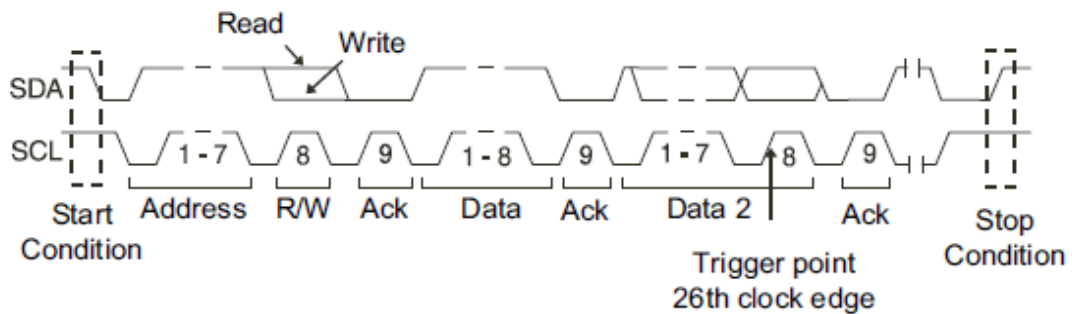 Read
Write
SDA
SCL
1 - 7
8
9
1 - 8
9
1 - 7
8
9
Start
Condition
Address
R/W
Ack
Data
Ack
Data 2
Ack
Stop
Condition
Trigger point
26th clock edge